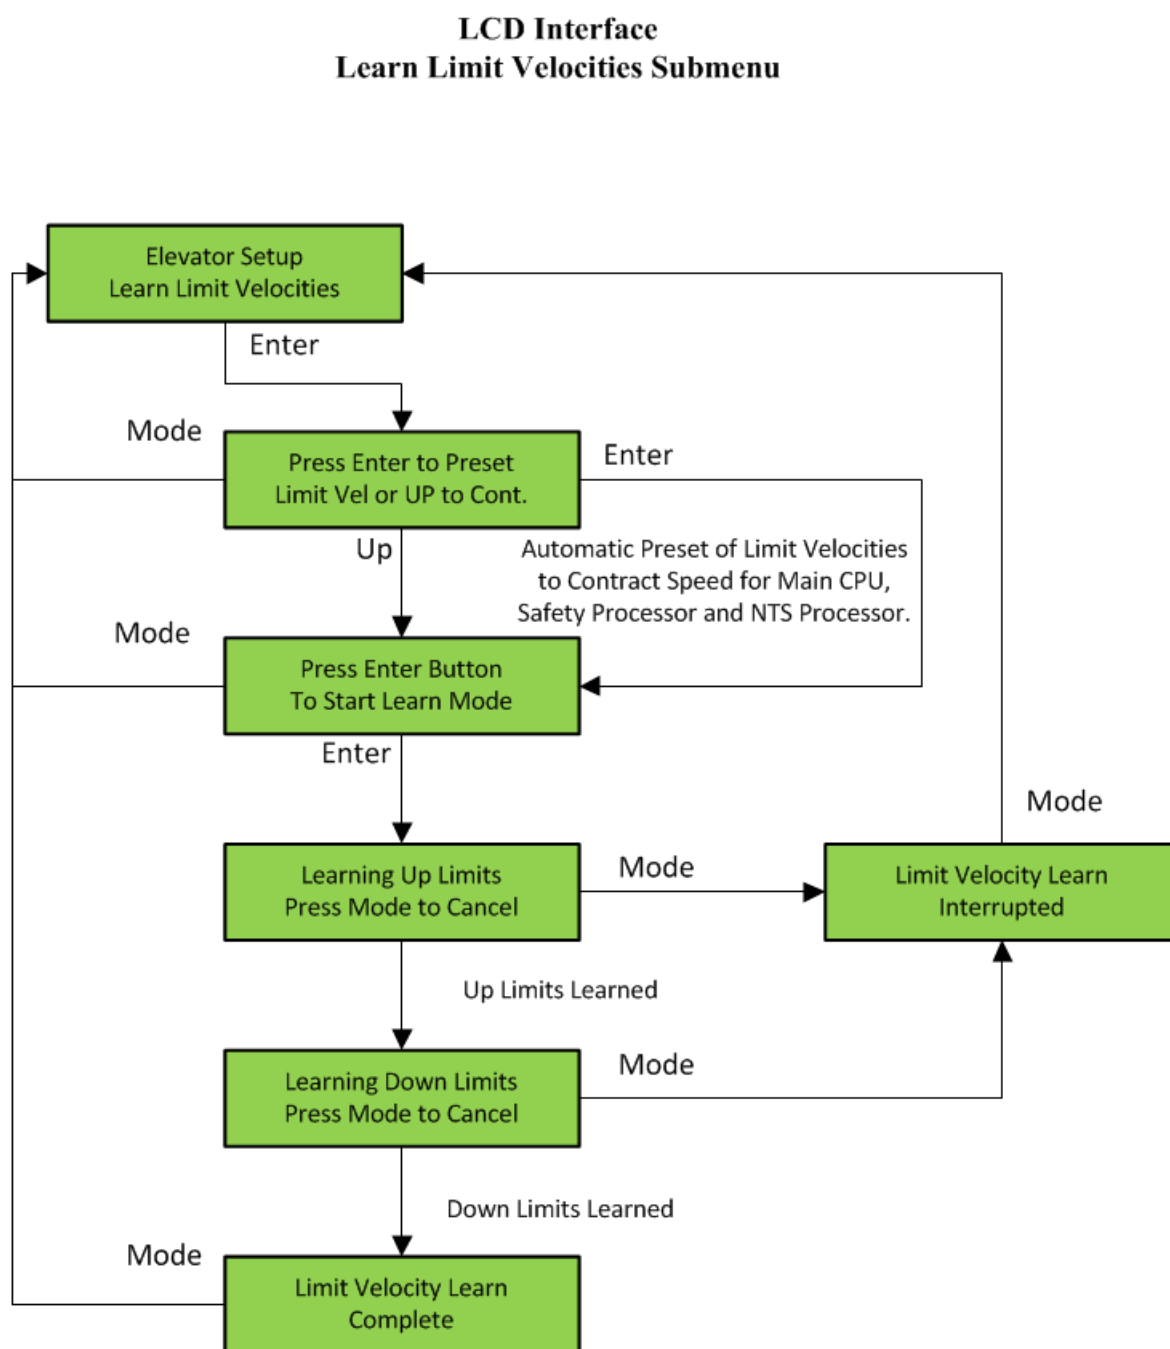 LCD Interface
Learn Limit Velocities Submenu
Elevator Setup
Learn Limit Velocities
Enter
Mode
Press Enter to Preset
Limit Vel or UP to Cont.
Enter
Up
Automatic Preset of Limit Velocities
to Contract Speed for Main CPU,
Safety Processor and NTS Processor.
Mode
Press Enter Button
To Start Learn Mode
Enter
Mode
Learning Up Limits
Press Mode to Cancel
Mode
Limit Velocity Learn
Interrupted
Up Limits Learned
Learning Down Limits
Press Mode to Cancel
Mode
Down Limits Learned
Mode
Limit Velocity Learn
Complete